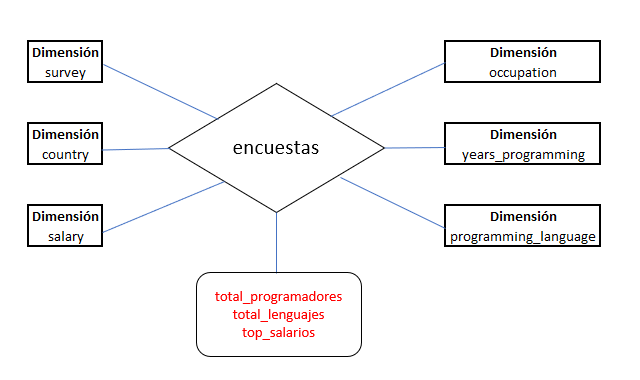 Dimensión
survey
Dimensión
occupation
encuestas
Dimensión
country
Dimensión
years_programming
Dimensión
salary
Dimensión
programming_language
total_programadores
total_lenguajes
top_salarios